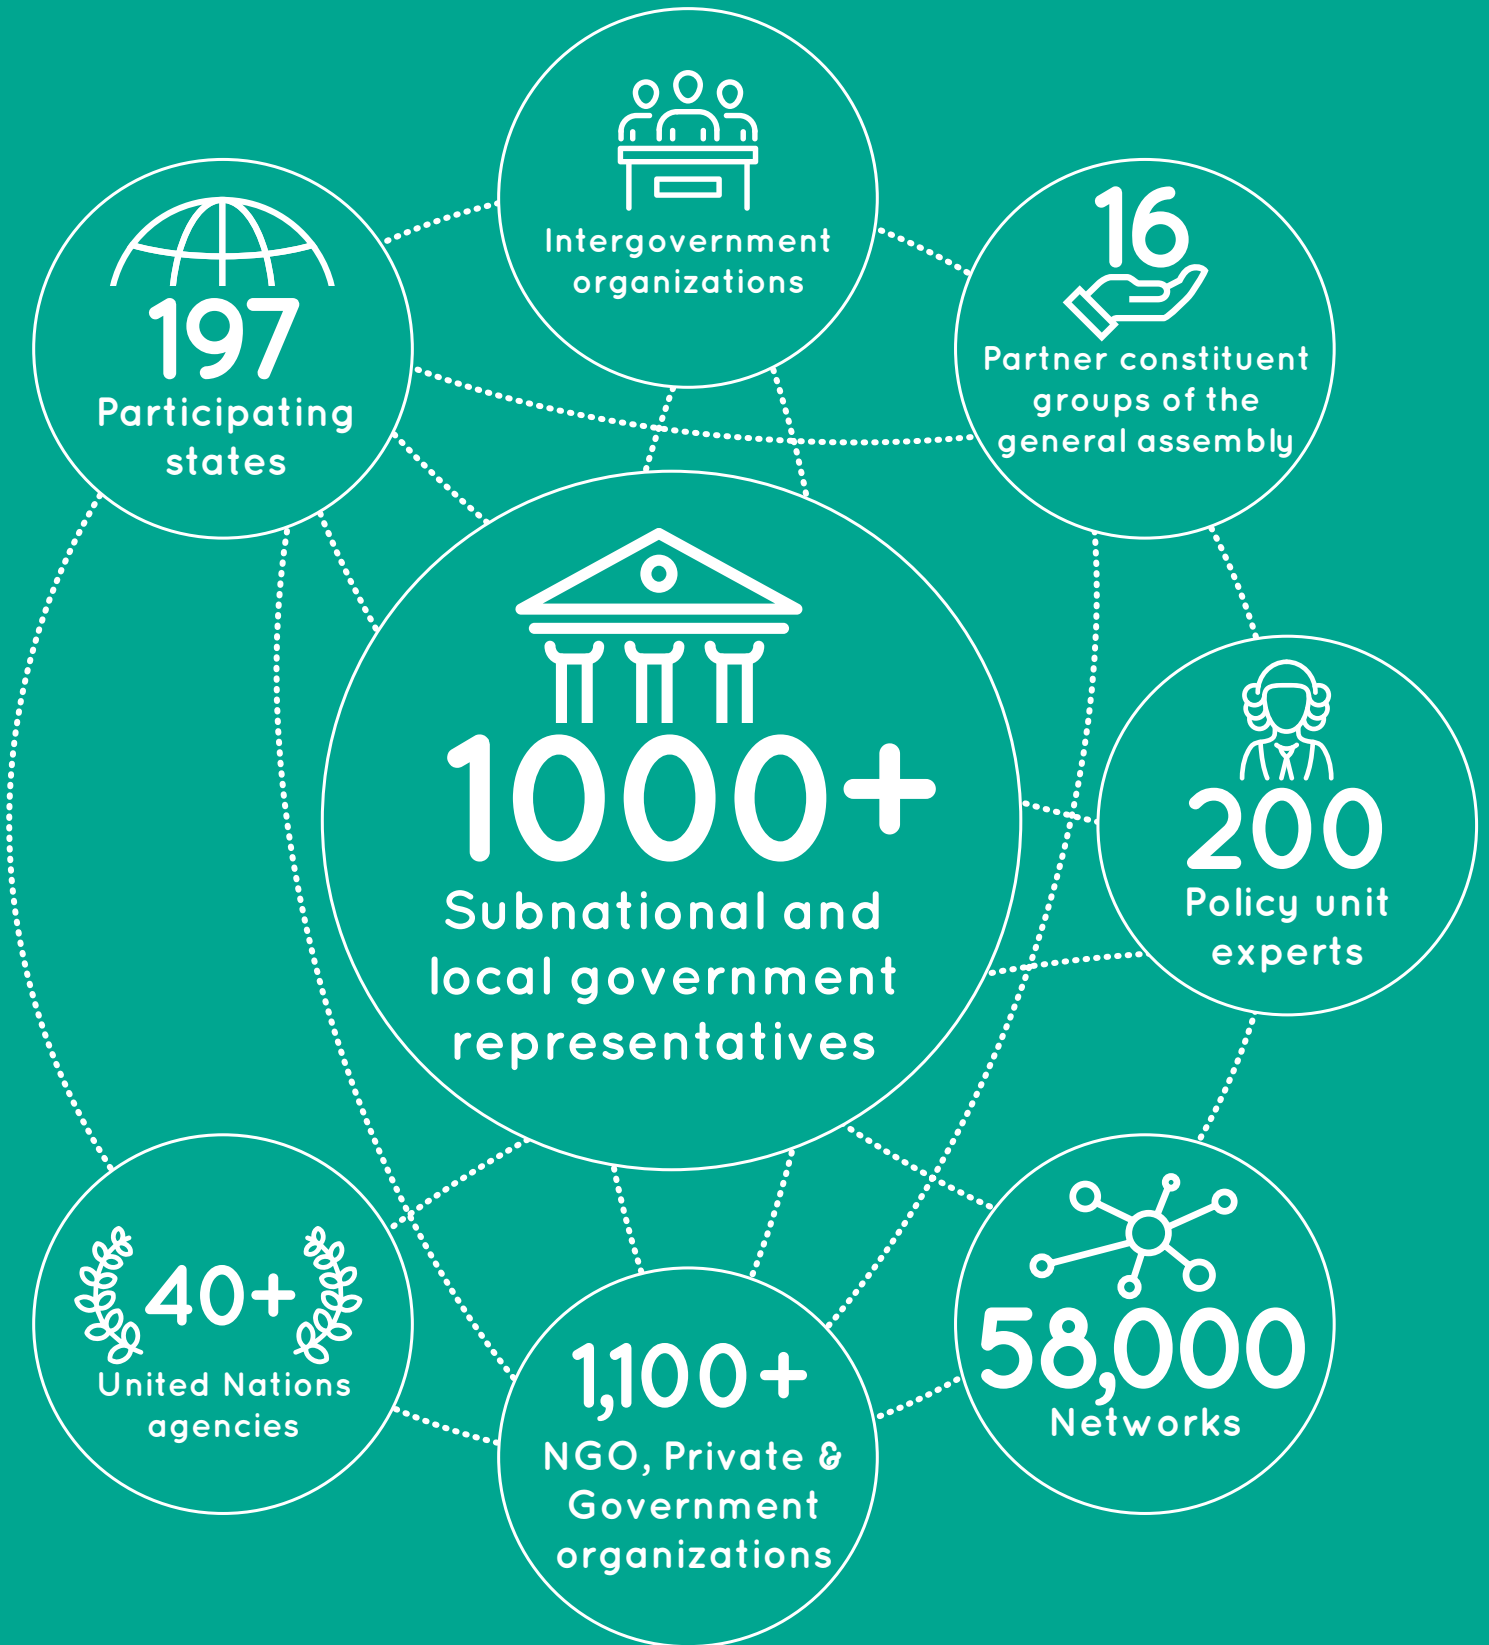 Intergovernment
organizations
197
Participating
states
16
Partner constituent
groups of the
general assembly
1000+
Subnational and
local government
representatives
200
Policy unit
experts
40+
United Nations
agencies
1,100+
NGO, Private &
Government
organizations
58,000
Networks